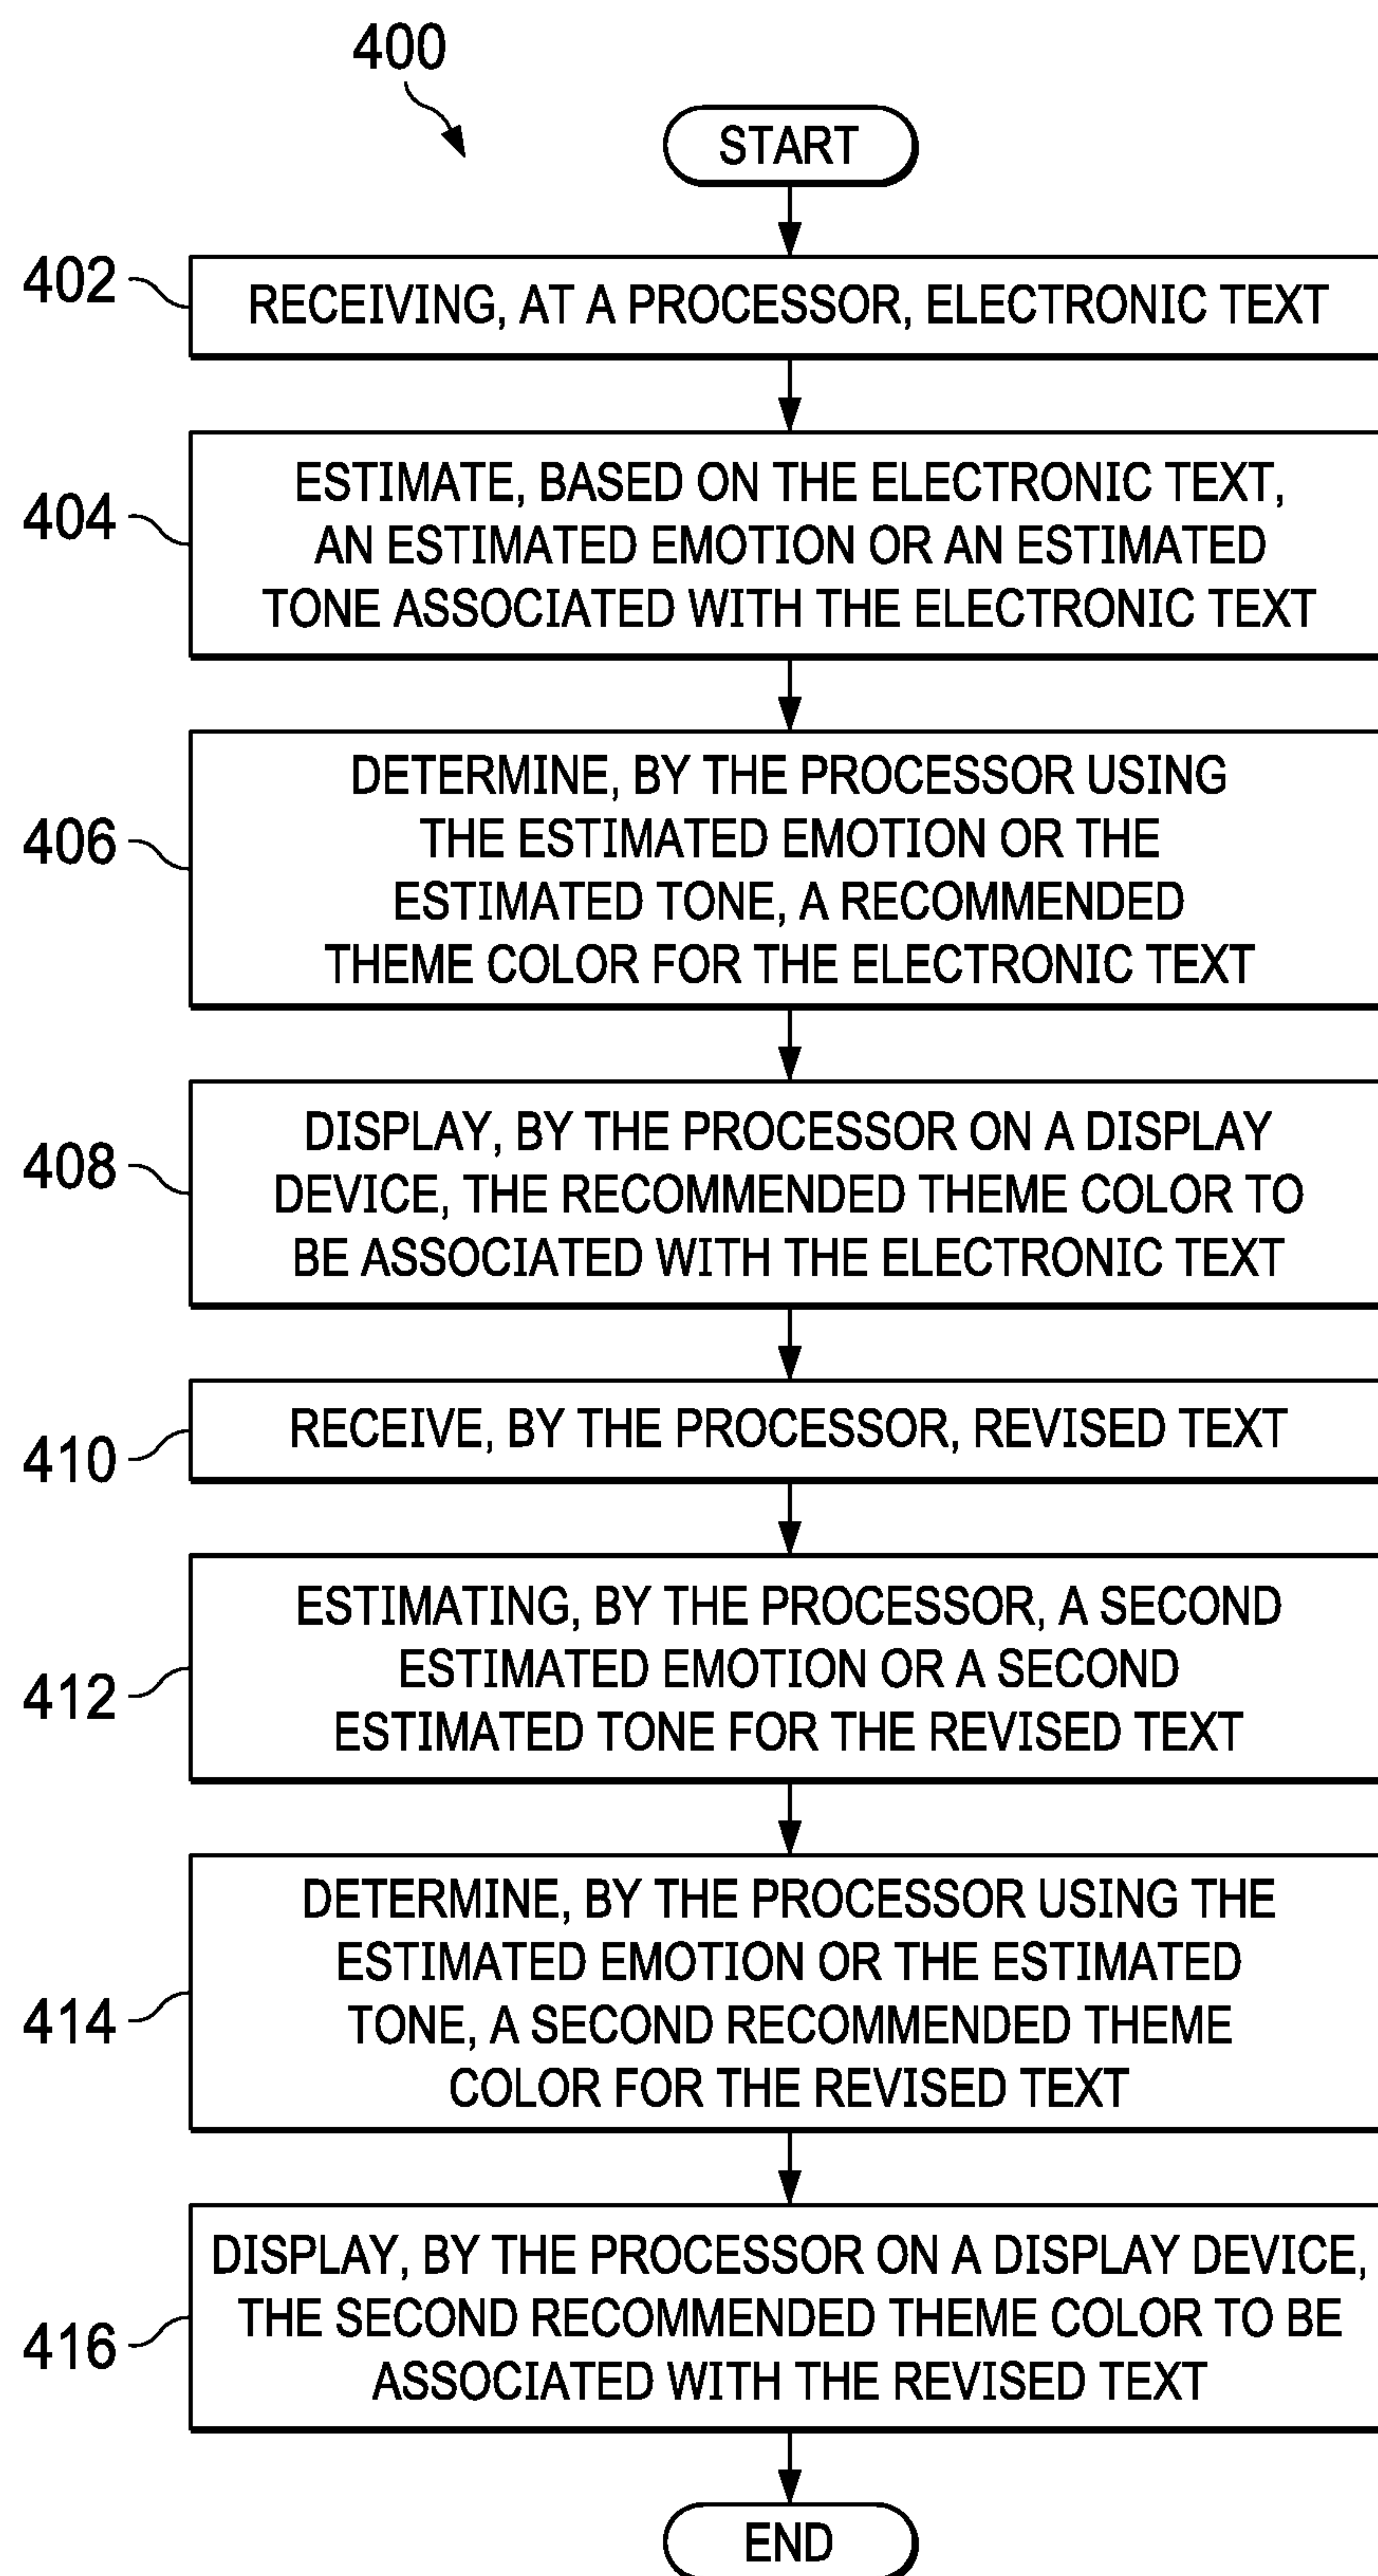 400
START
402
RECEIVING, AT A PROCESSOR, ELECTRONIC TEXT
404
ESTIMATE, BASED ON THE ELECTRONIC TEXT,
AN ESTIMATED EMOTION OR AN ESTIMATED
TONE ASSOCIATED WITH THE ELECTRONIC TEXT
406
DETERMINE, BY THE PROCESSOR USING
THE ESTIMATED EMOTION OR THE
ESTIMATED TONE, A RECOMMENDED
THEME COLOR FOR THE ELECTRONIC TEXT
408
DISPLAY, BY THE PROCESSOR ON A DISPLAY
DEVICE, THE RECOMMENDED THEME COLOR TO
BE ASSOCIATED WITH THE ELECTRONIC TEXT
410
RECEIVE, BY THE PROCESSOR, REVISED TEXT
412
ESTIMATING, BY THE PROCESSOR, A SECOND
ESTIMATED EMOTION OR A SECOND
ESTIMATED TONE FOR THE REVISED TEXT
414
DETERMINE, BY THE PROCESSOR USING THE
ESTIMATED EMOTION OR THE ESTIMATED
TONE, A SECOND RECOMMENDED THEME
COLOR FOR THE REVISED TEXT
416
DISPLAY, BY THE PROCESSOR ON A DISPLAY DEVICE,
THE SECOND RECOMMENDED THEME COLOR TO BE
ASSOCIATED WITH THE REVISED TEXT
END